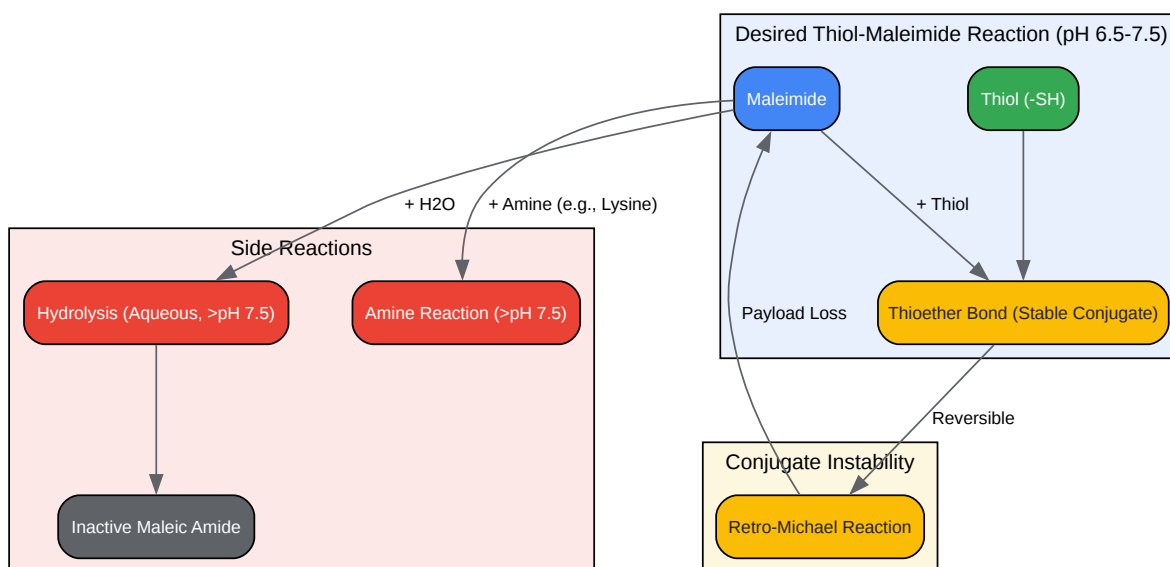 Desired Thiol-Maleimide Reaction (pH 6.5-7.5)
Maleimide
Thiol (-SH)
+ H2O
+ Amine (e.g., Lysine)
+ Thiol
Side Reactions
Hydrolysis (Aqueous, >pH 7.5)
Amine Reaction (>pH 7.5)
Payload Loss
Thioether Bond (Stable Conjugate)
Reversible
Conjugate Instability
Inactive Maleic Amide
Retro-Michael Reaction